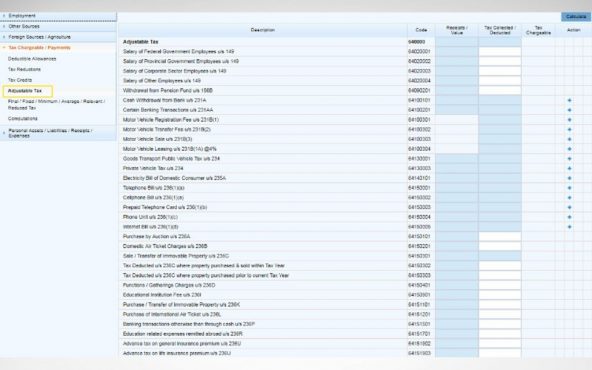 Employment
Other Sources
Foreign Sources / Agriculture
Tax Chargeable / Payments
Deductible Allowances
Tax Reductions
Tax Credits
Adjustable Tax
Final / Fixed / Minimum / Average / Relevant /
Reduced Tax
Computations
Personal Assets / Liabilities / Receipts /
Expenses
Calculate
Description Code Receipts / Value Tax Collected / Deducted Tax Chargeable Action
Adjustable Tax 640000
Salary of Federal Government Employees u/s 149 64020001
Salary of Provincial Government Employees u/s 149 64020002
Salary of Corporate Sector Employees u/s 149 64020003
Salary of Other Employees u/s 149 64020004
Withdrawal from Pension Fund u/s 156B 64090201
Cash Withdrawal from Bank u/s 231A 64100101
Certain Banking Transactions u/s 231AA 64100201
Motor Vehicle Registration Fee u/s 231B(1) 64100301
Motor Vehicle Transfer Fee u/s 231B(2) 64100302
Motor Vehicle Sale u/s 231B(3) 64100303
Motor Vehicle Leasing u/s 231B(1A) @4% 64100304
Goods Transport Public Vehicle Tax u/s 234 64130001
Private Vehicle Tax u/s 234 64130003
Electricity Bill of Domestic Consumer u/s 235A 64140101
Telephone Bill u/s 236(1)(a) 64150001
Cellphone Bill u/s 236(1)(a) 64150002
Prepaid Telephone Card u/s 236(1)(b) 64150003
Phone Unit u/s 236(1)(c) 64150004
Internet Bill u/s 236(1)(d) 64150005
Purchase by Auction u/s 236A 64150101
Domestic Air Ticket Charges u/s 236B 64150201
Sale / Transfer of Immovable Property u/s 236C 64150301
Tax Deducted u/s 236C where property purchased & sold within Tax Year 64150302
Tax Deducted u/s 236C where property purchased prior to current Tax Year 64150303
Functions / Gatherings Charges u/s 236D 64150401
Educational Institution Fee u/s 236I 64150901
Purchase / Transfer of Immovable Property u/s 236K 64151101
Purchase of International Air Ticket u/s 236L 64151201
Banking transactions otherwise than through cash u/s 236P 64151501
Education related expenses remitted abroad u/s 236R 64151701
Advance tax on general insurance premium u/s 236U 64151902
Advance tax on life insurance premium u/s 236U 64151903